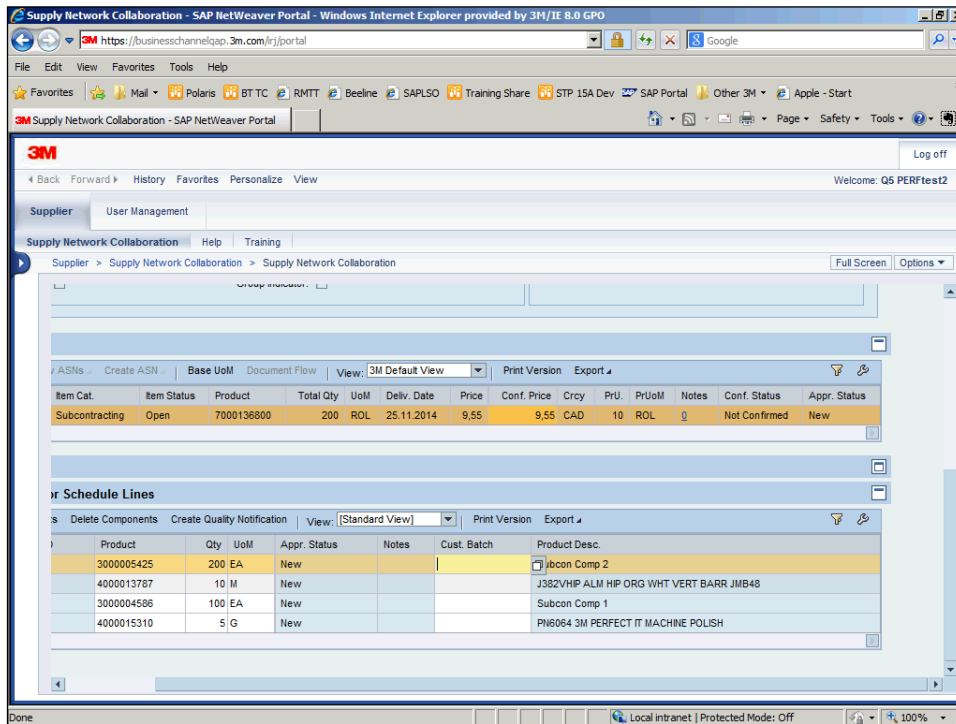 Supply Network Collaboration - SAP NetWeaver Portal - Windows Internet Explorer provided by 3M/IE 8.0 GPO
3M https://businesschannelqap.3m.com/irj/portal
Google
File Edit View Favorites Tools Help
Favorites Mail Polaris BT TC RMTT Beeline SAPLSO Training Share STP 15A Dev SAP Portal Other 3M Apple - Start
3M Supply Network Collaboration - SAP NetWeaver Portal
Page Safety Tools
3M
Log off
Back Forward History Favorites Personalize View
Welcome: Q5 PERFtest2
Supplier User Management
Supply Network Collaboration Help Training
Supplier > Supply Network Collaboration > Supply Network Collaboration
Full Screen Options
ASNs Create ASN Base UoM Document Flow View: 3M Default View Print Version Export
Item Cat. Item Status Product Total Qty UoM Deliv. Date Price Conf. Price Crcy PrU. PrUoM Notes Conf. Status Appr. Status
Subcontracting Open 7000136800 200 ROL 25.11.2014 9,55 9,55 CAD 10 ROL 0 Not Confirmed New
or Schedule Lines
Delete Components Create Quality Notification View: [Standard View] Print Version Export
Product Qty UoM Appr. Status Notes Cust. Batch Product Desc.
3000005425 200 EA New ubcon Comp 2
4000013787 10 M New J382VHIP ALM HIP ORG WHT VERT BARR JMB48
3000004586 100 EA New Subcon Comp 1
4000015310 5 G New PN6064 3M PERFECT IT MACHINE POLISH
Done
Local intranet | Protected Mode: Off
100%